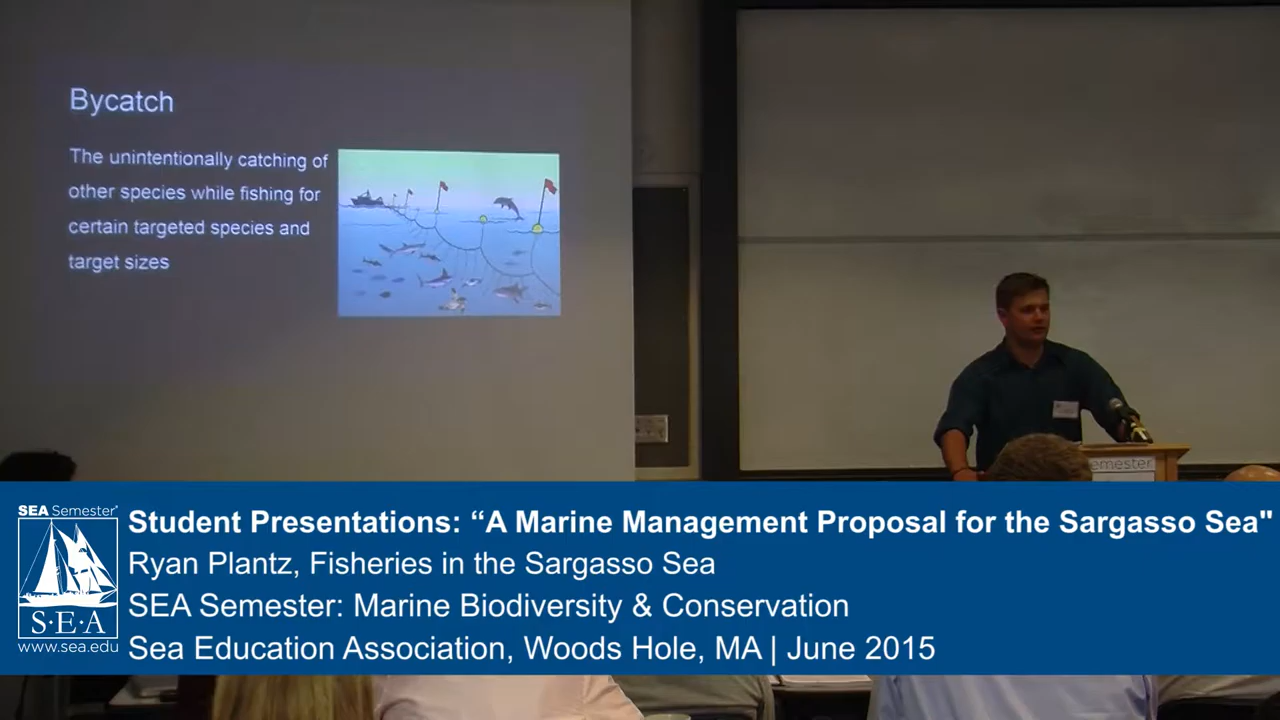 Bycatch
The unintentionally catching of
other species while fishing for
certain targeted species and
target sizes
emester
SEA Semester®
S·E·A
www.sea.edu
Student Presentations: “A Marine Management Proposal for the Sargasso Sea"
Ryan Plantz, Fisheries in the Sargasso Sea
SEA Semester: Marine Biodiversity & Conservation
Sea Education Association, Woods Hole, MA | June 2015